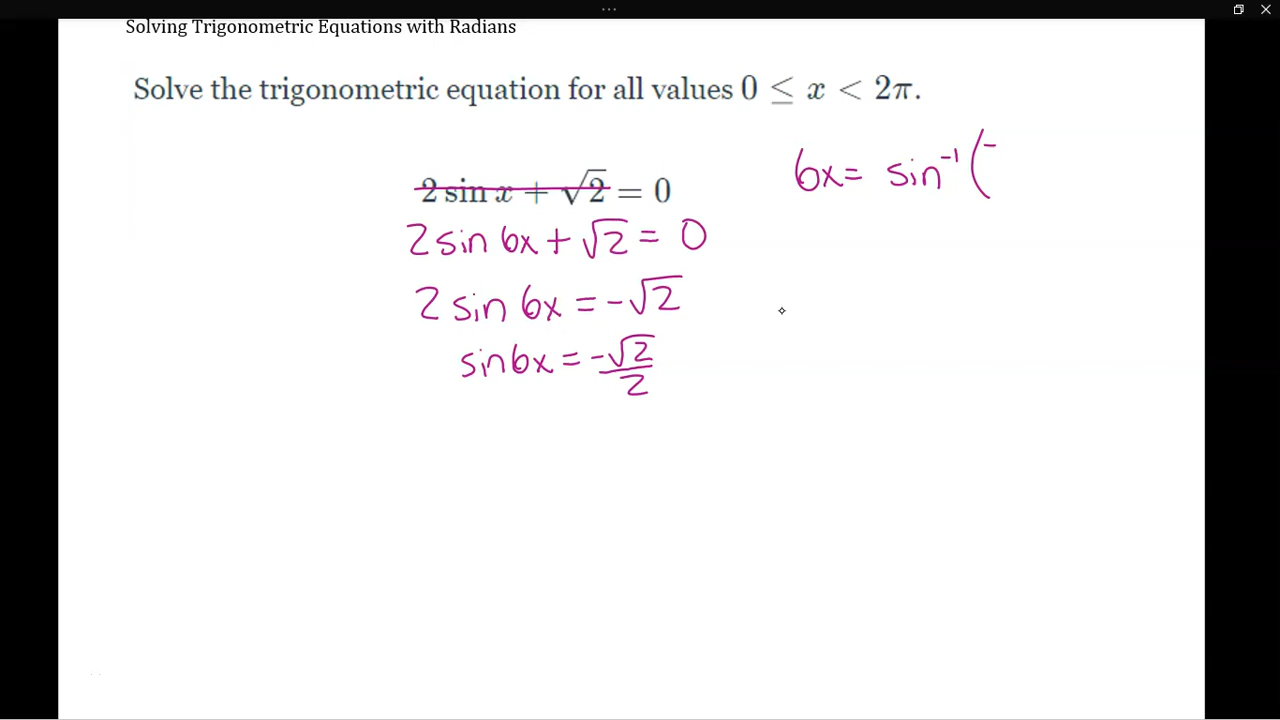 Solving Trigonometric Equations with Radians
Solve the trigonometric equation for all values 0 ≤ x < 2π.
6x = sin⁻¹(-
2 sin x + √2 = 0
2 sin 6x + √2 = 0
2 sin 6x = -√2
sin 6x = -√2/2